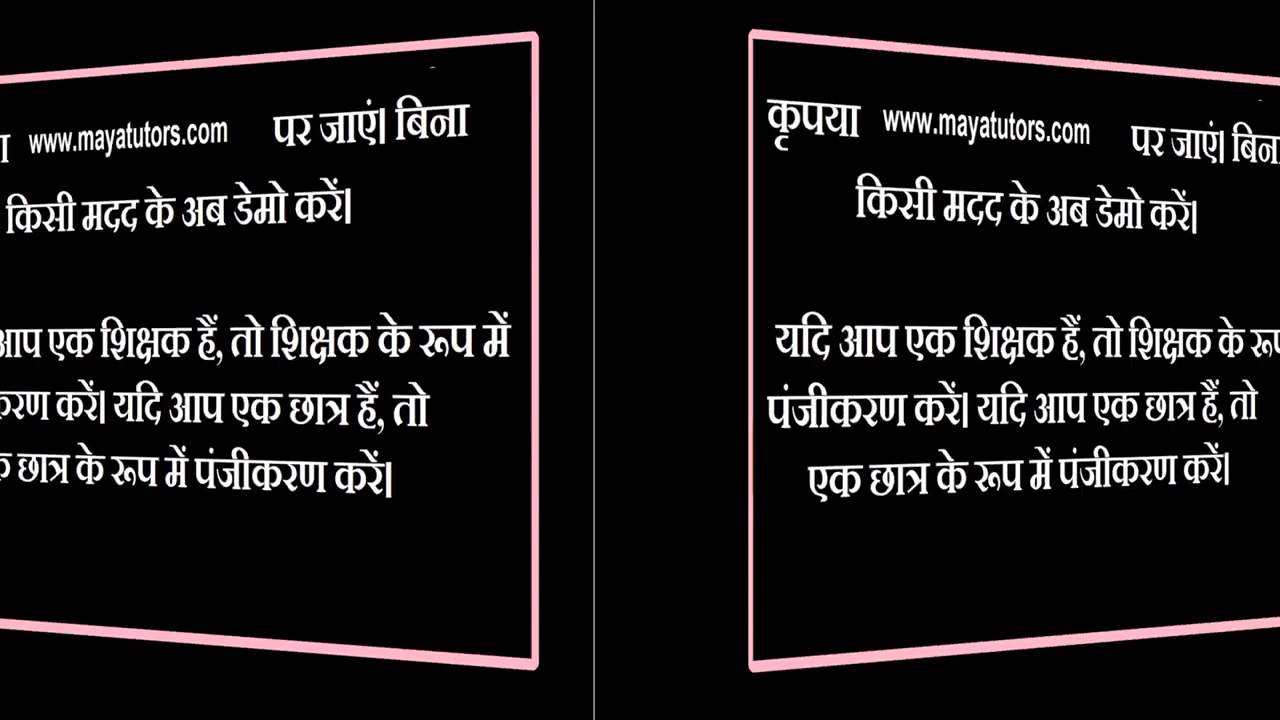 www.mayatutors.com पर जाएं। बिना
किसी मदद के अब डेमो करें।
आप एक शिक्षक हैं, तो शिक्षक के रूप में
करें। यदि आप एक छात्र हैं, तो
छात्र के रूप में पंजीकरण करें।
कृपया www.mayatutors.com पर जाएं। बिना
किसी मदद के अब डेमो करें।
यदि आप एक शिक्षक हैं, तो शिक्षक के रूप
पंजीकरण करें। यदि आप एक छात्र हैं, तो
एक छात्र के रूप में पंजीकरण करें।